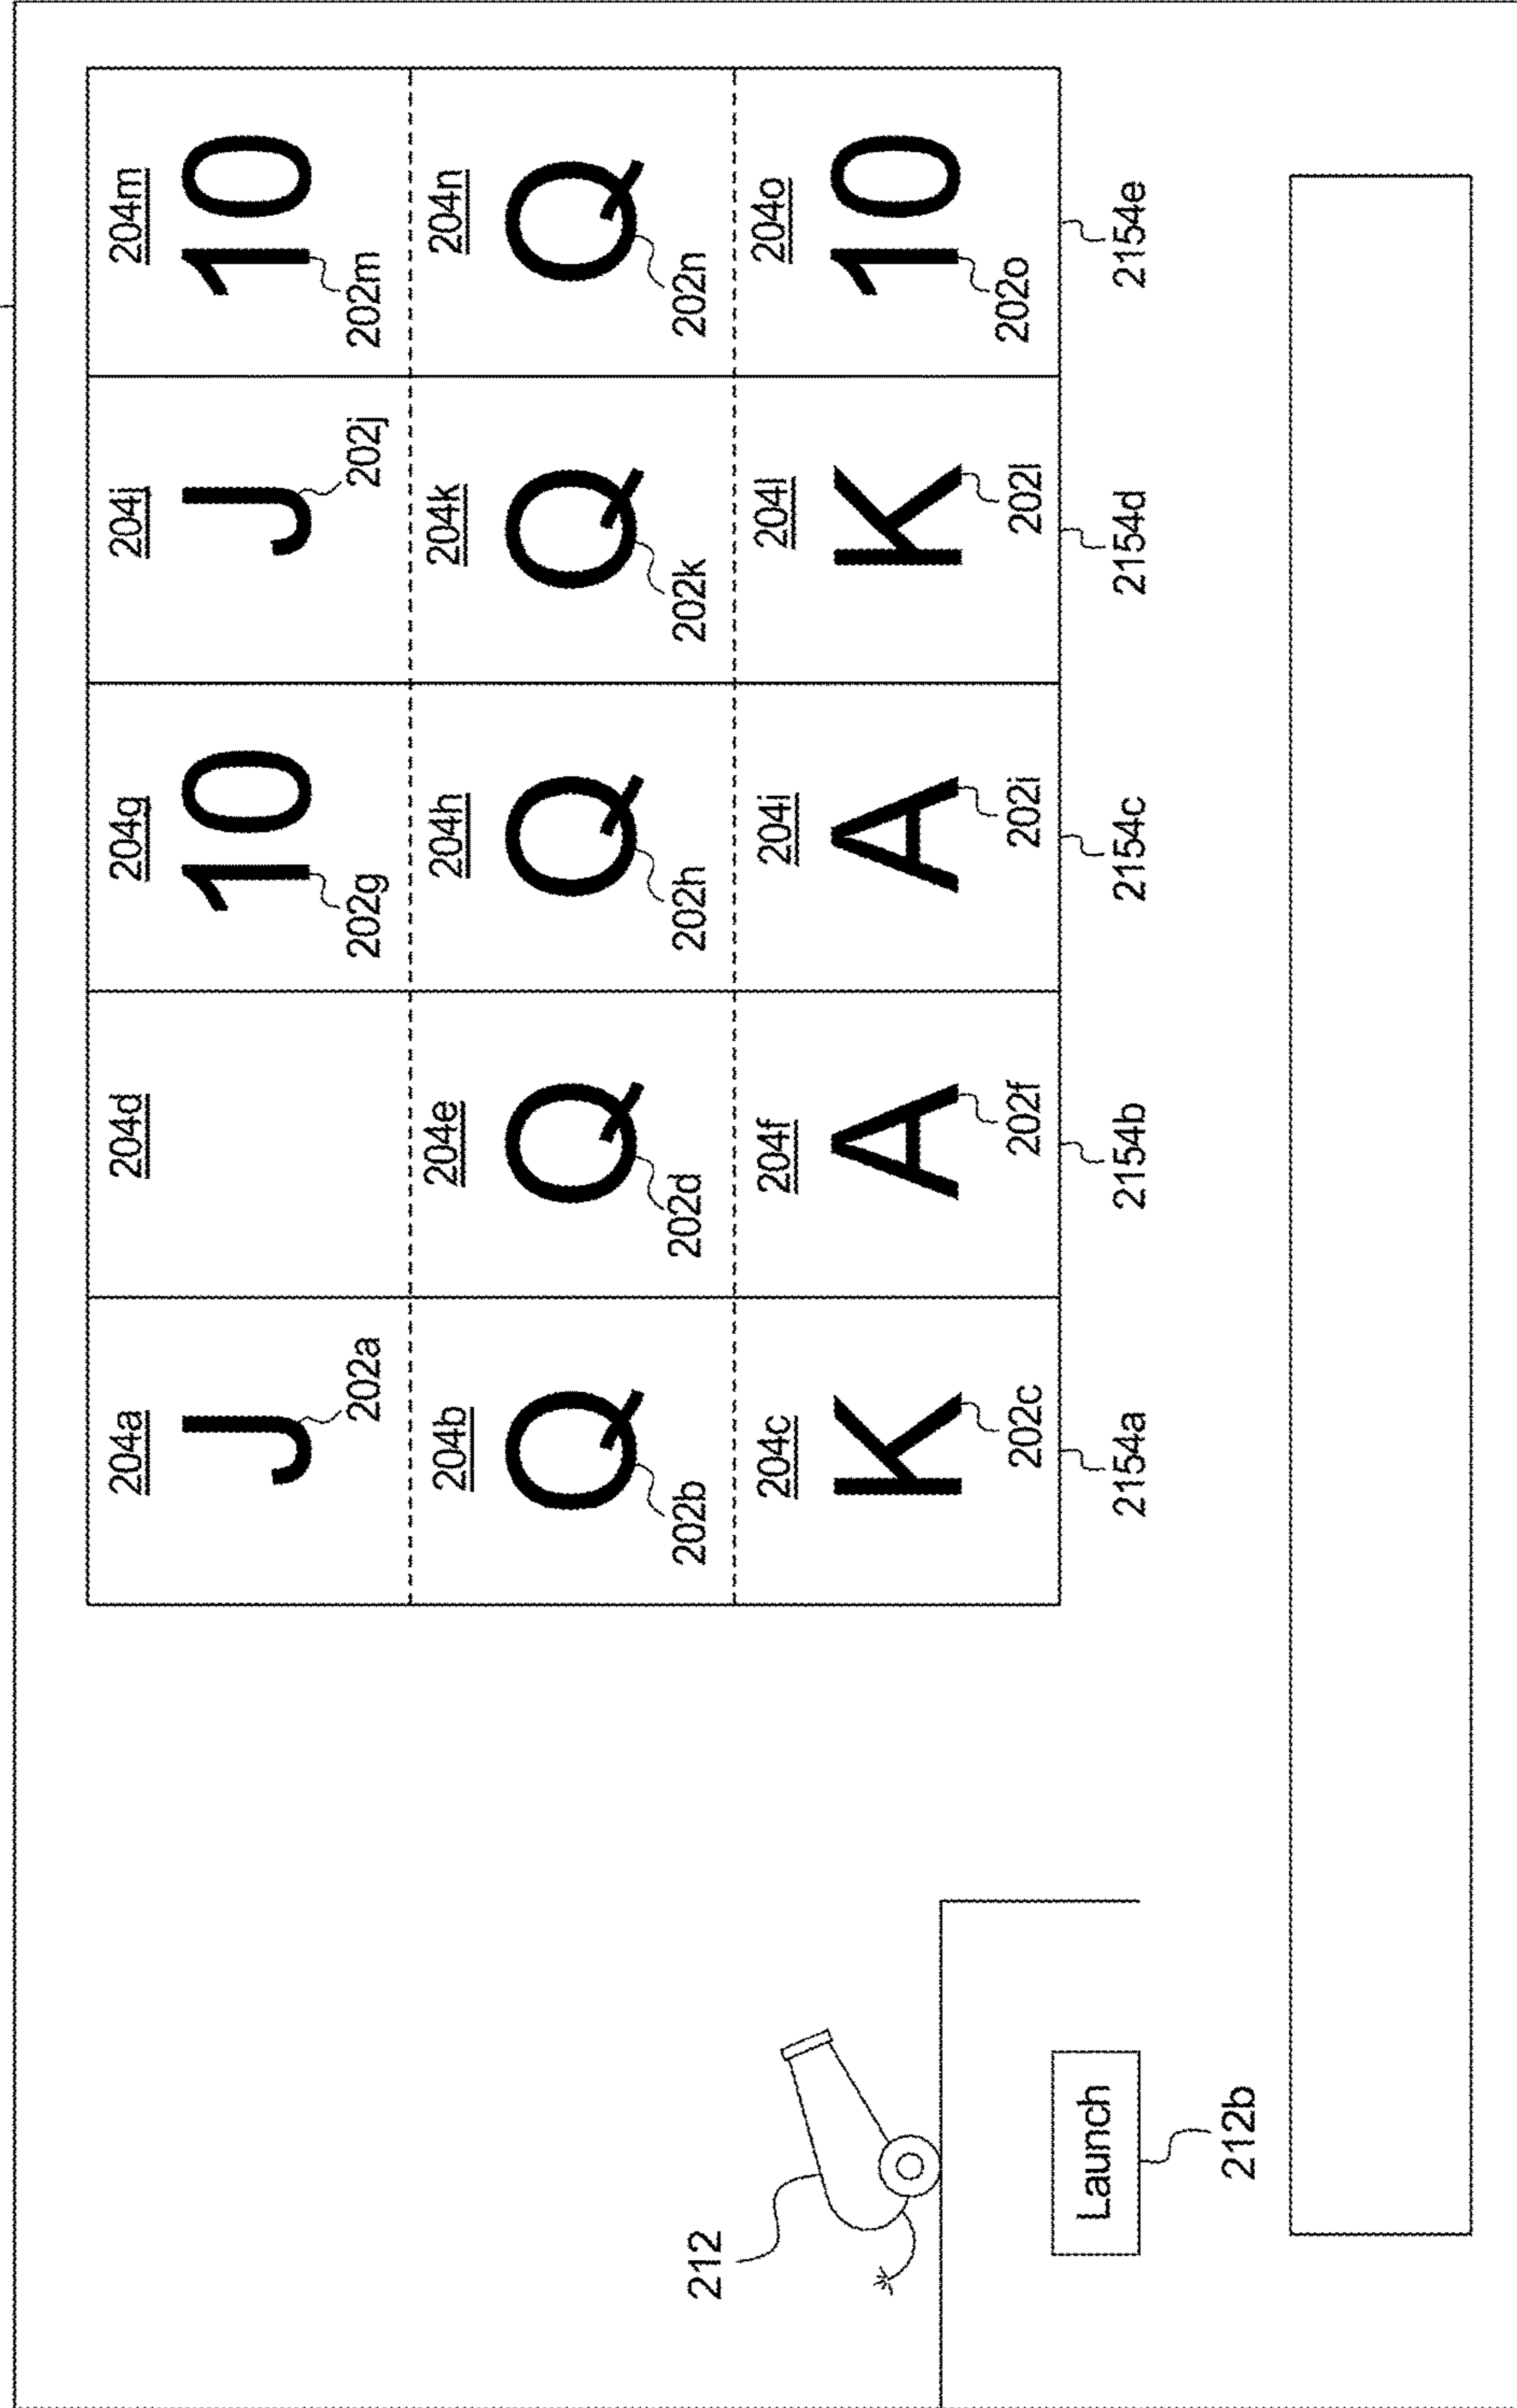 204a 204d 204g 204j 204m
J 10 J 10
202a 202g 202j 202m
204b 204e 204h 204k 204n
Q Q Q Q Q
202b 202d 202h 202k 202n
212
204c 204f 204i 204l 204o
K A A K 10
202c 202f 202i 202l 202o
2154a 2154b 2154c 2154d 2154e
Launch
212b